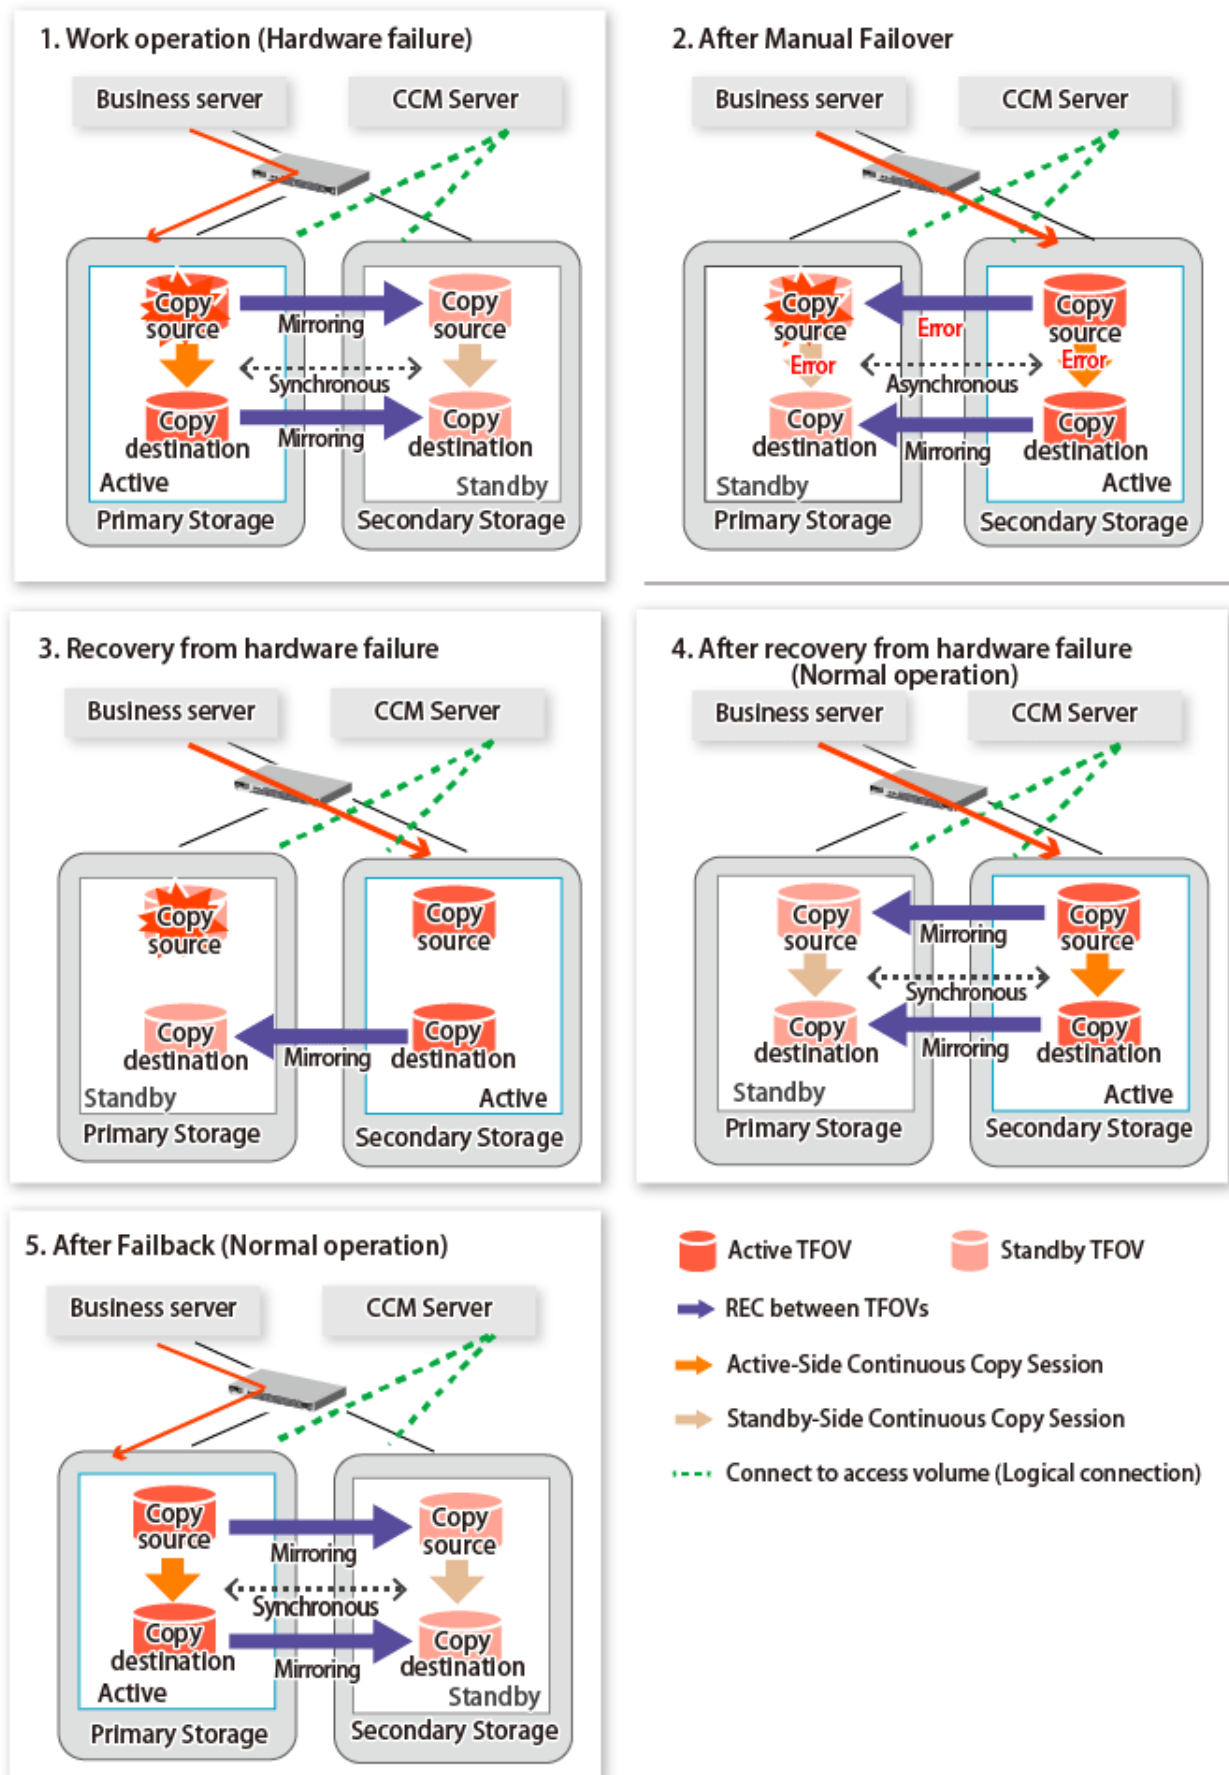 1. Work operation (Hardware failure)
Business server
CCM Server
Copy
source
Mirroring
Copy
source
Synchronous
Copy
destination
Mirroring
Copy
destination
Active
Standby
Primary Storage
Secondary Storage
2. After Manual Failover
Business server
CCM Server
Copy
source
Error
Copy
source
Error
Error
Asynchronous
Copy
destination
Mirroring
Copy
destination
Standby
Active
Primary Storage
Secondary Storage
3. Recovery from hardware failure
Business server
CCM Server
Copy
source
Copy
source
Copy
destination
Mirroring
Copy
destination
Standby
Active
Primary Storage
Secondary Storage
4. After recovery from hardware failure
(Normal operation)
Business server
CCM Server
Copy
source
Mirroring
Copy
source
Synchronous
Copy
destination
Mirroring
Copy
destination
Standby
Active
Primary Storage
Secondary Storage
5. After Failback (Normal operation)
Business server
CCM Server
Copy
source
Mirroring
Copy
source
Synchronous
Copy
destination
Mirroring
Copy
destination
Active
Standby
Primary Storage
Secondary Storage
Active TFOV
Standby TFOV
REC between TFOVs
Active-Side Continuous Copy Session
Standby-Side Continuous Copy Session
Connect to access volume (Logical connection)